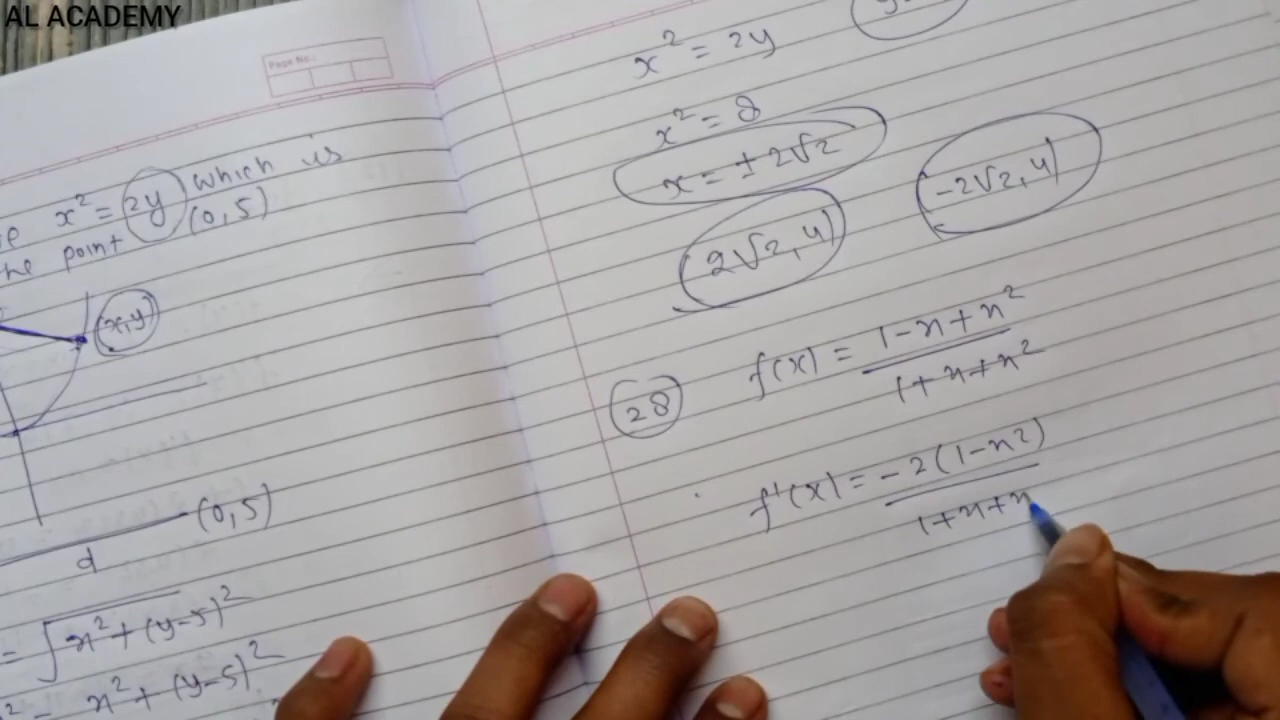 AL ACADEMY
Page No.:
x² = 2y which is
the point (0,5)
(x,y)
(0,5)
d
= √x²+(y-5)²
x²+(y-5)²
x² = 2y
x² = 8
x = ±2√2
2√2, 4)
-2√2, 4)
28
f(x) = 1-x+x²
1+x+x²
f'(x) = -2(1-x²)
1+x+x